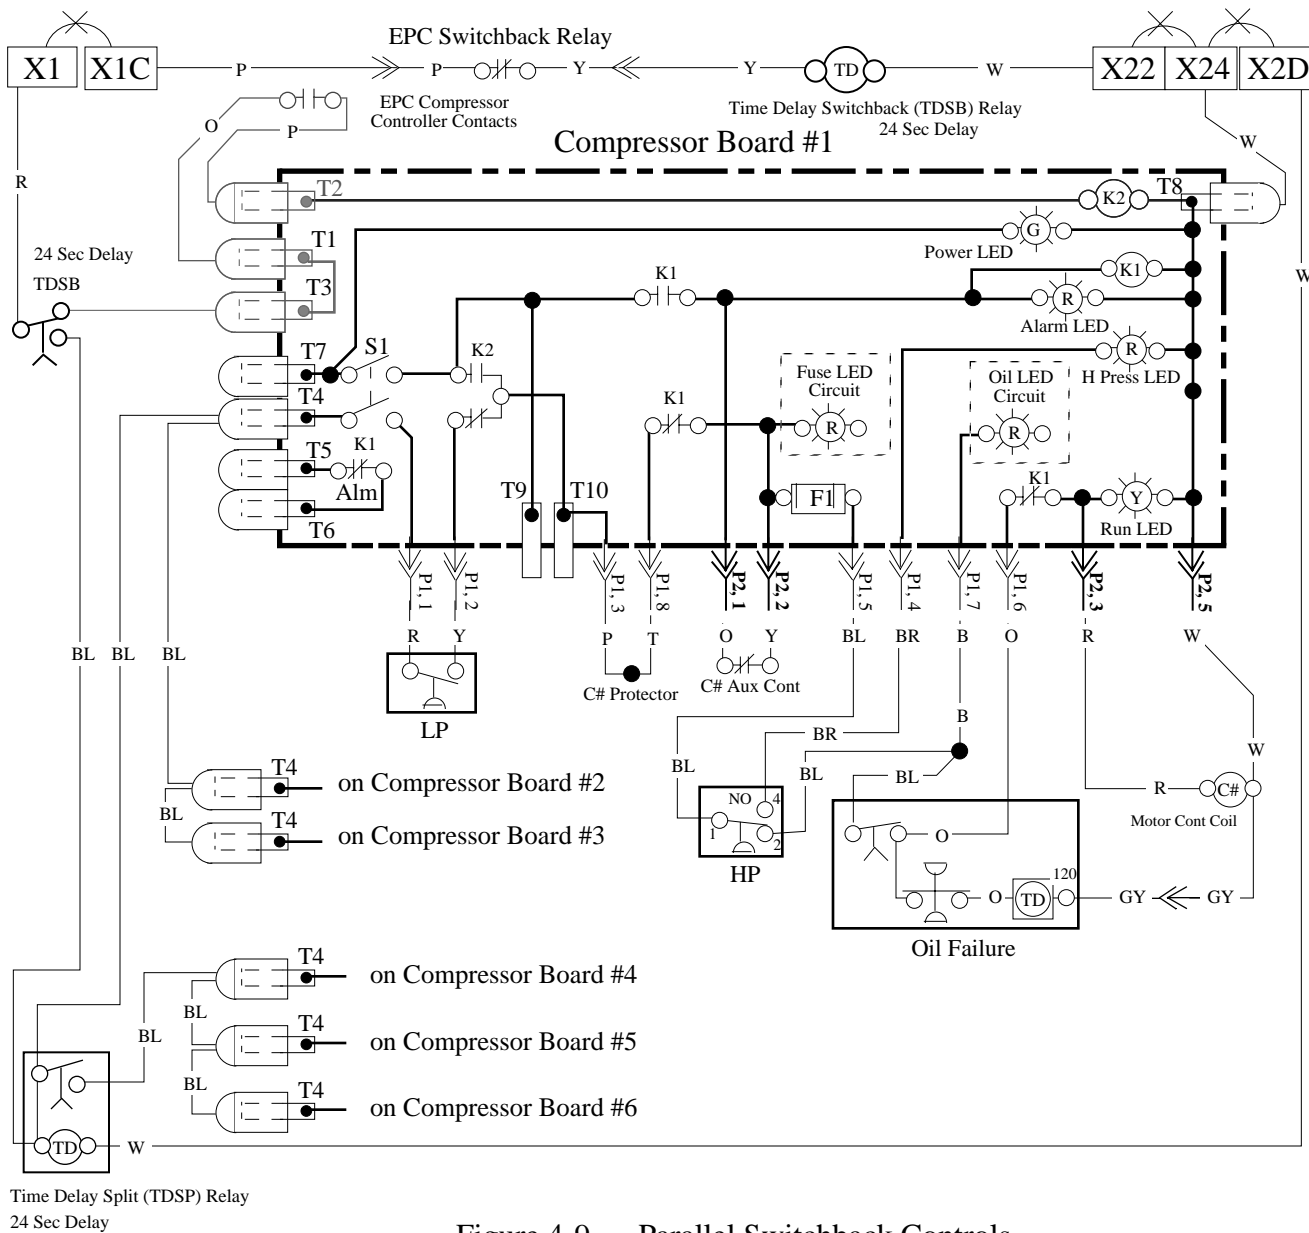 X1 X1C P P EPC Switchback Relay Y Y TD W X22 X24 X2D
EPC Compressor
Controller Contacts
Time Delay Switchback (TDSB) Relay
24 Sec Delay
O P W
Compressor Board #1
R
T2 K2 T8
G
Power LED
T1
24 Sec Delay
TDSB
T3
K1 K1
R
Alarm LED
W
T7 S1 K2
R
H Press LED
Fuse LED
Circuit
R
Oil LED
Circuit
R
T4 K1
T5 K1
Alm
T6
T9 T10
F1
K1 Y
Run LED
P1, 1 P1, 2 P1, 3 P1, 8 P2, 1 P2, 2 P1, 5 P1, 4 P1, 7 P1, 6 P2, 3 P2, 5
R Y P T O Y BL BR B O R W
BL BL BL
LP
C# Protector
C# Aux Cont
B
BR
BL BL BL
W
T4 on Compressor Board #2
BL
T4 on Compressor Board #3
NO 4
1 2
HP
R C#
Motor Cont Coil
O
O TD 120 GY GY
Oil Failure
T4 on Compressor Board #4
BL BL
T4 on Compressor Board #5
BL
T4 on Compressor Board #6
TD W
Time Delay Split (TDSP) Relay
24 Sec Delay
Figure 4-9 Parallel Switchback Controls